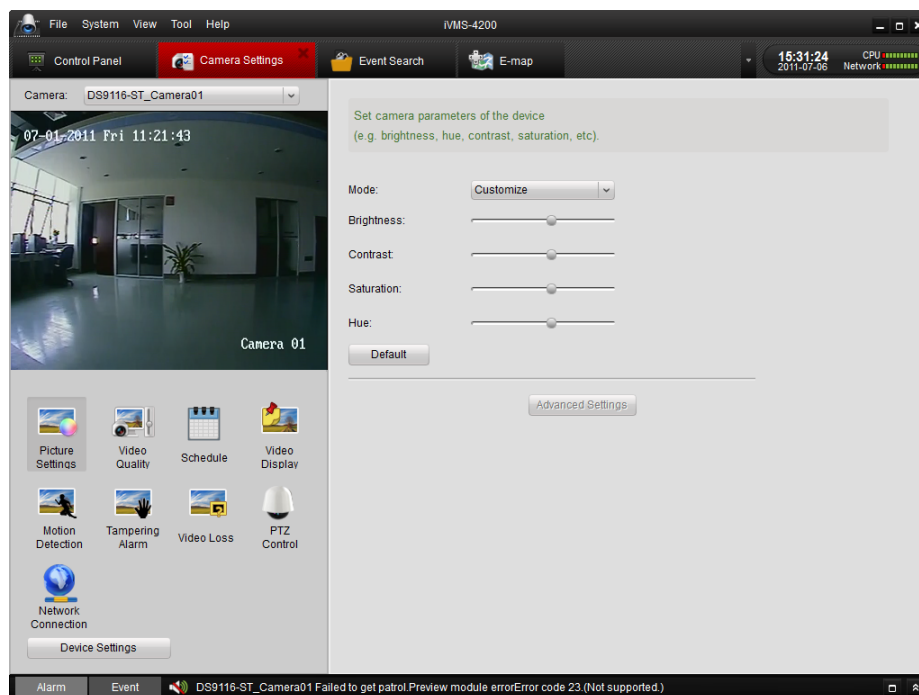 File System View Tool Help
iVMS-4200
Control Panel
Camera Settings
Event Search
E-map
15:31:24
2011-07-06
CPU
Network
Camera: DS9116-ST_Camera01
07-01-2011 Fri 11:21:43
Camera 01
Picture Settings
Video Quality
Schedule
Video Display
Motion Detection
Tampering Alarm
Video Loss
PTZ Control
Network Connection
Device Settings
Set camera parameters of the device
(e.g. brightness, hue, contrast, saturation, etc).
Mode: Customize
Brightness:
Contrast:
Saturation:
Hue:
Default
Advanced Settings
Alarm Event DS9116-ST_Camera01 Failed to get patrol.Preview module errorError code 23.(Not supported.)